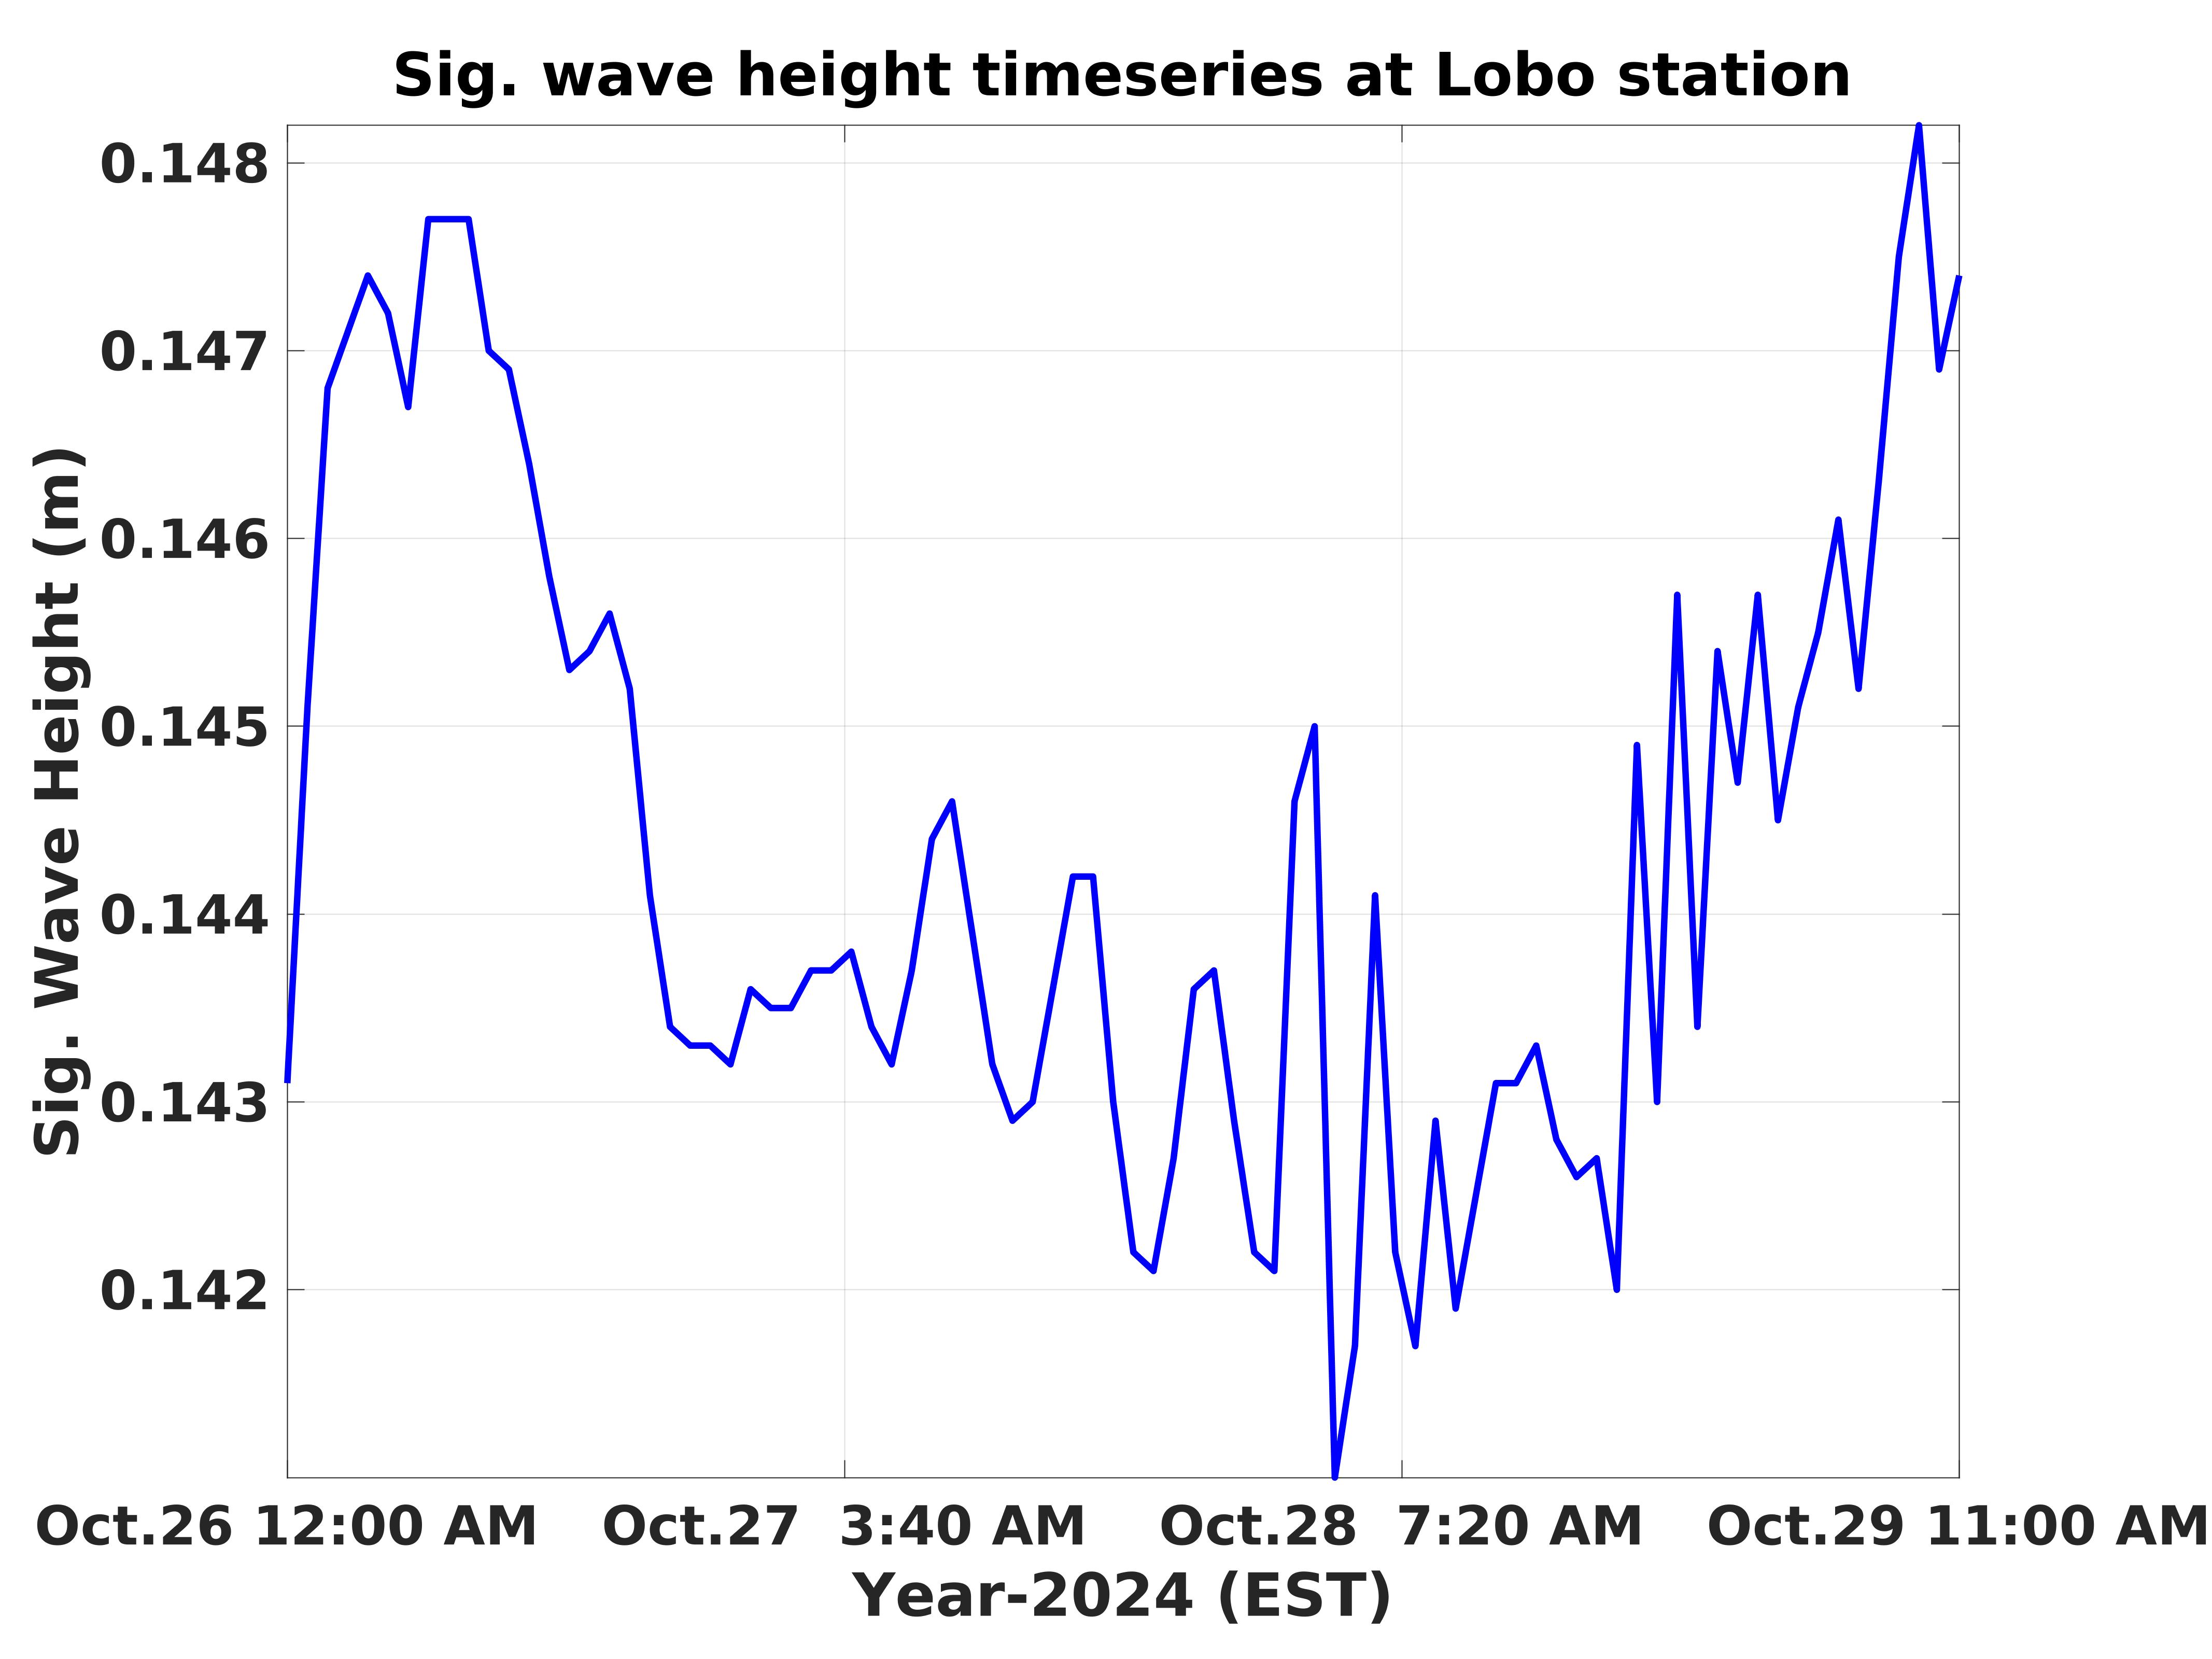 Sig. wave height timeseries at Lobo station
Sig. Wave Height (m)
0.148
0.147
0.146
0.145
0.144
0.143
0.142
Oct.26 12:00 AM
Oct.27 3:40 AM
Oct.28 7:20 AM
Oct.29 11:00 AM
Year-2024 (EST)